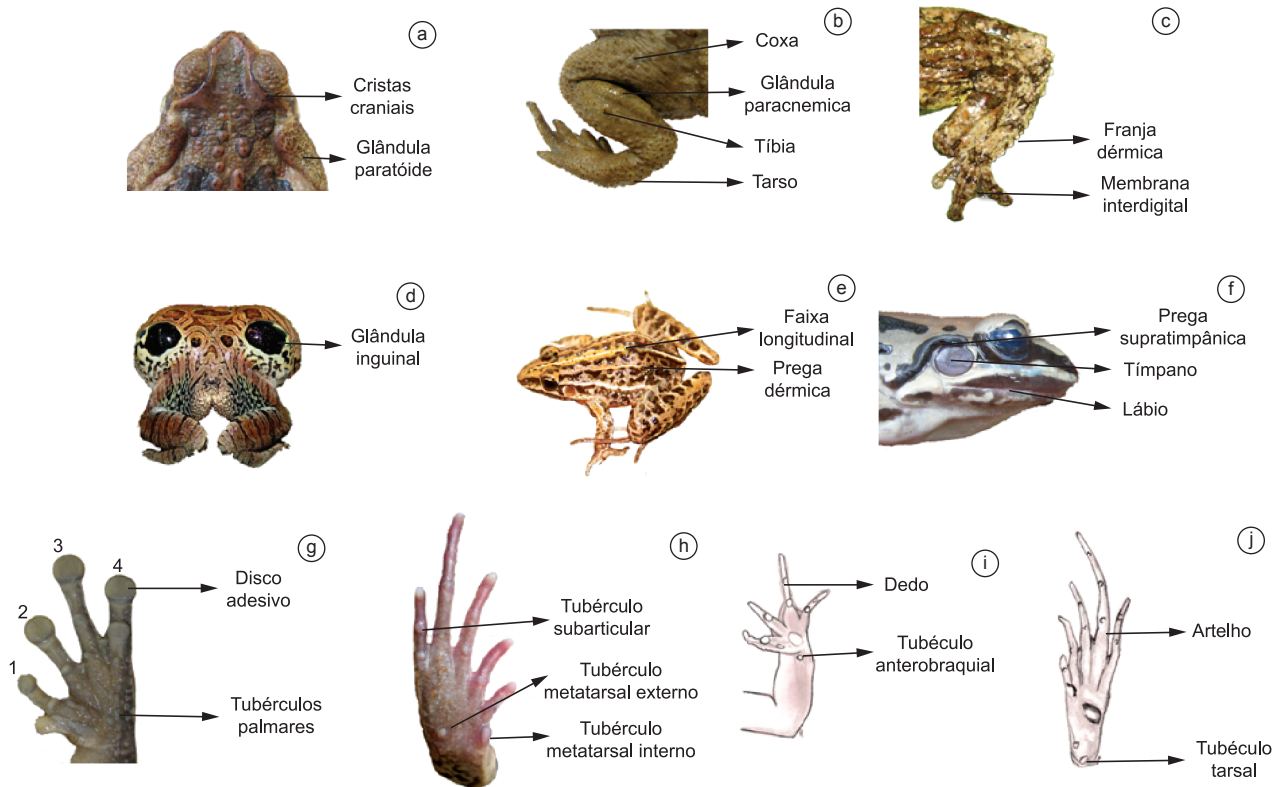 a
Cristas
craniais
Glândula
paratóide
b
Coxa
Glândula
paracnemica
Tíbia
Tarso
c
Franja
dérmica
Membrana
interdigital
d
Glândula
inguinal
e
Faixa
longitudinal
Prega
dérmica
f
Prega
supratimpânica
Tímpano
Lábio
g
1
2
3
4
Disco
adesivo
Tubérculos
palmares
h
Tubérculo
subarticular
Tubérculo
metatarsal externo
Tubérculo
metatarsal interno
i
Dedo
Tubéculo
anterobraquial
j
Artelho
Tubéculo
tarsal